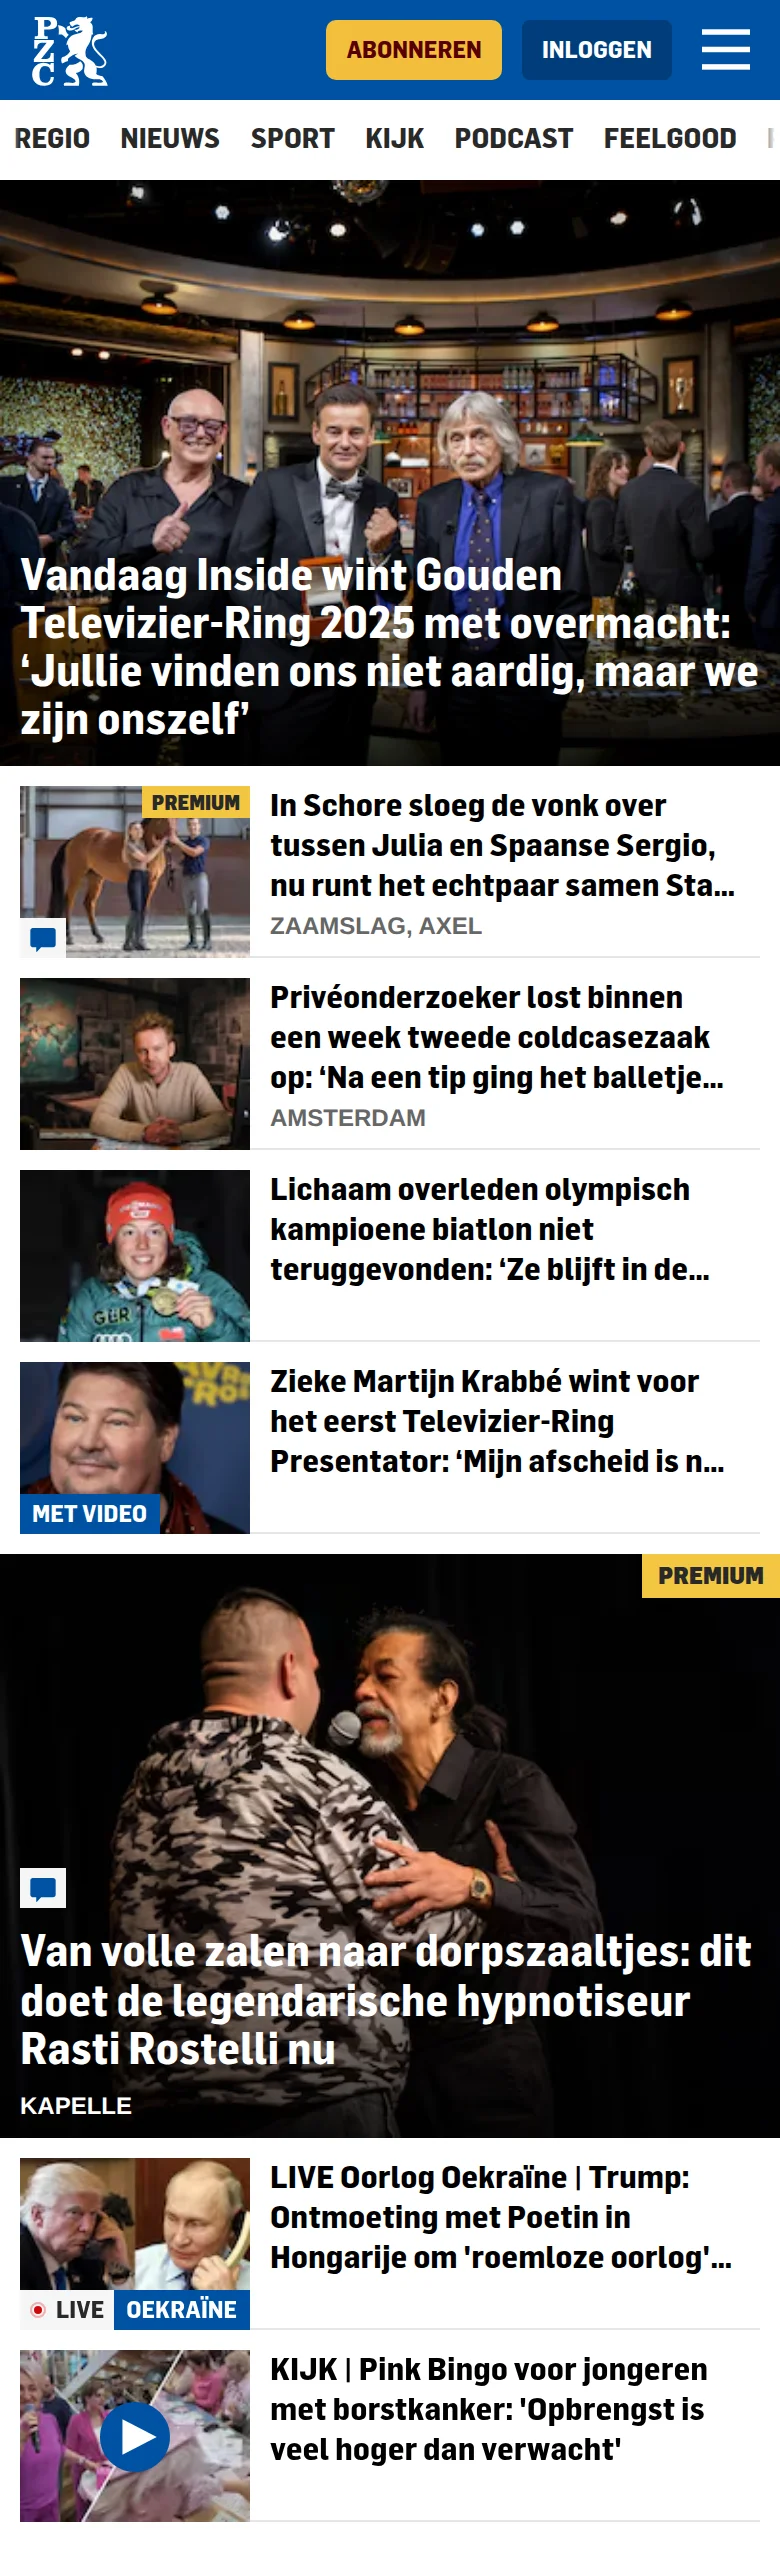 PZC
ABONNEREN
INLOGGEN
REGIO NIEUWS SPORT KIJK PODCAST FEELGOOD
Vandaag Inside wint Gouden
Televizier-Ring 2025 met overmacht:
‘Jullie vinden ons niet aardig, maar we
zijn onszelf’
PREMIUM
In Schore sloeg de vonk over
tussen Julia en Spaanse Sergio,
nu runt het echtpaar samen Sta...
ZAAMSLAG, AXEL
Privéonderzoeker lost binnen
een week tweede coldcasezaak
op: ‘Na een tip ging het balletje...
AMSTERDAM
GER
Lichaam overleden olympisch
kampioene biatlon niet
teruggevonden: ‘Ze blijft in de...
MET VIDEO
Zieke Martijn Krabbé wint voor
het eerst Televizier-Ring
Presentator: ‘Mijn afscheid is n...
PREMIUM
Van volle zalen naar dorpszaaltjes: dit
doet de legendarische hypnotiseur
Rasti Rostelli nu
KAPELLE
LIVE OEKRAÏNE
LIVE Oorlog Oekraïne | Trump:
Ontmoeting met Poetin in
Hongarije om 'roemloze oorlog'...
KIJK | Pink Bingo voor jongeren
met borstkanker: 'Opbrengst is
veel hoger dan verwacht'